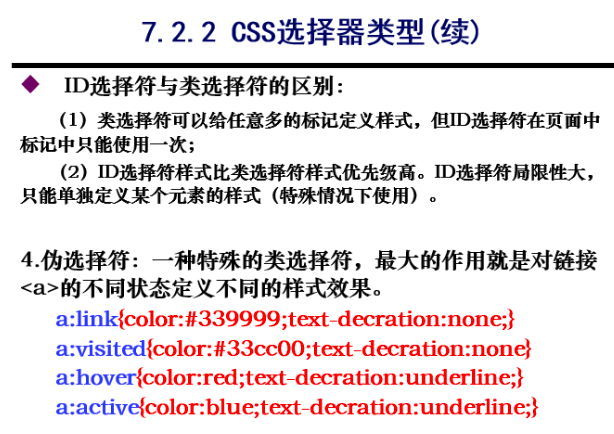 7.2.2 CSS选择器类型(续)
◆ ID选择符与类选择符的区别:
（1）类选择符可以给任意多的标记定义样式，但ID选择符在页面中
标记中只能使用一次；
（2）ID选择符样式比类选择符样式优先级高。ID选择符局限性大，
只能单独定义某个元素的样式（特殊情况下使用）。
4.伪选择符：一种特殊的类选择符，最大的作用就是对链接
<a>的不同状态定义不同的样式效果。
a:link{color:#339999;text-decration:none;}
a:visited{color:#33cc00;text-decration:none}
a:hover{color:red;text-decration:underline;}
a:active{color:blue;text-decration:underline;}